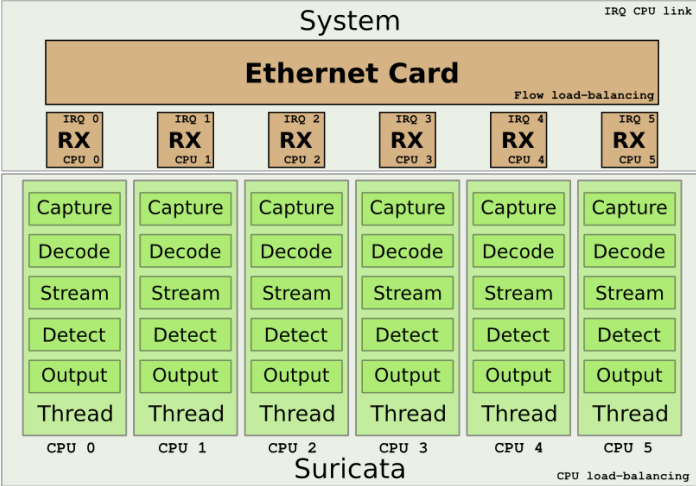 System
IRQ CPU link
Ethernet Card
Flow load-balancing
IRQ 0 IRQ 1 IRQ 2 IRQ 3 IRQ 4 IRQ 5
RX RX RX RX RX RX
CPU 0 CPU 1 CPU 2 CPU 3 CPU 4 CPU 5
Capture Capture Capture Capture Capture Capture
Decode Decode Decode Decode Decode Decode
Stream Stream Stream Stream Stream Stream
Detect Detect Detect Detect Detect Detect
Output Output Output Output Output Output
Thread Thread Thread Thread Thread Thread
CPU 0 CPU 1 CPU 2 CPU 3 CPU 4 CPU 5
Suricata
CPU load-balancing